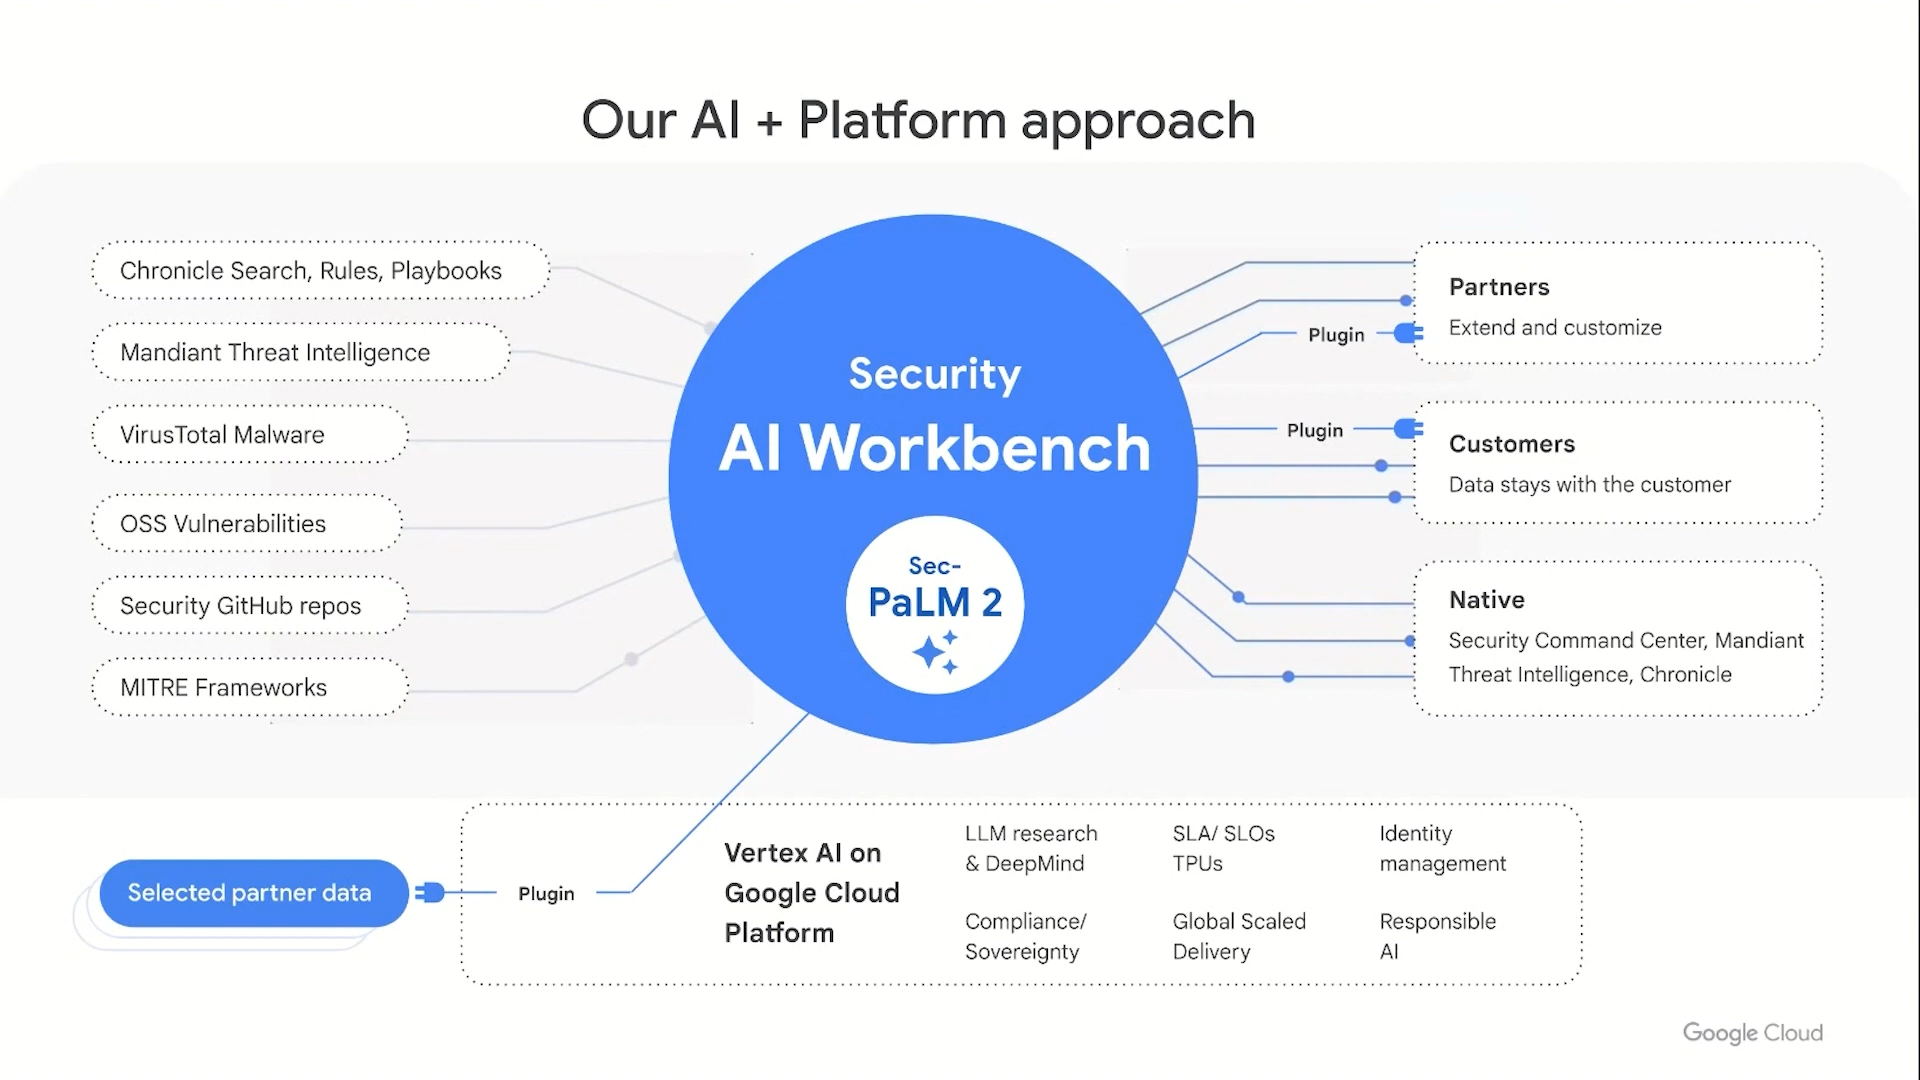 Our AI + Platform approach
Chronicle Search, Rules, Playbooks
Mandiant Threat Intelligence
VirusTotal Malware
OSS Vulnerabilities
Security GitHub repos
MITRE Frameworks
Security
AI Workbench
Sec-
PaLM 2
Plugin
Partners
Extend and customize
Plugin
Customers
Data stays with the customer
Native
Security Command Center, Mandiant
Threat Intelligence, Chronicle
Selected partner data
Plugin
Vertex AI on
Google Cloud
Platform
LLM research
& DeepMind
SLA/ SLOs
TPUs
Identity
management
Compliance/
Sovereignty
Global Scaled
Delivery
Responsible
AI
Google Cloud